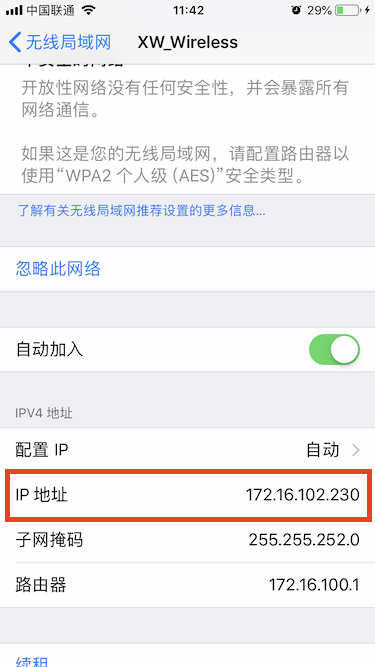 中国联通 11:42 29%
无线局域网 XW_Wireless
开放性网络没有任何安全性，并会暴露所有
网络通信。
如果这是您的无线局域网，请配置路由器以
使用“WPA2 个人级 (AES)”安全类型。
了解有关无线局域网推荐设置的更多信息...
忽略此网络
自动加入
IPV4 地址
配置 IP 自动
IP 地址 172.16.102.230
子网掩码 255.255.252.0
路由器 172.16.100.1
续租